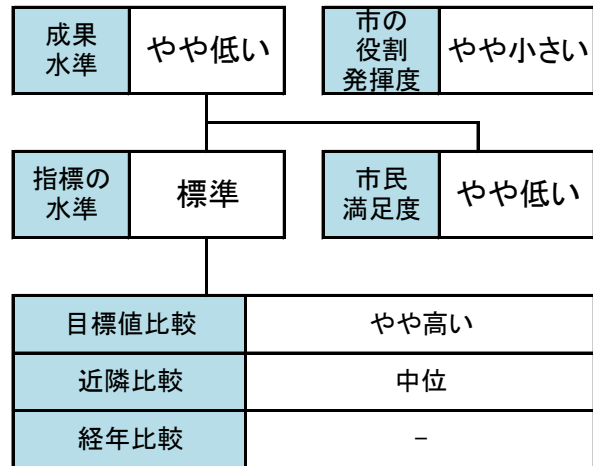 成果
水準
やや低い
市の
役割
発揮度
やや小さい
指標の
水準
標準
市民
満足度
やや低い
目標値比較
やや高い
近隣比較
中位
経年比較
－